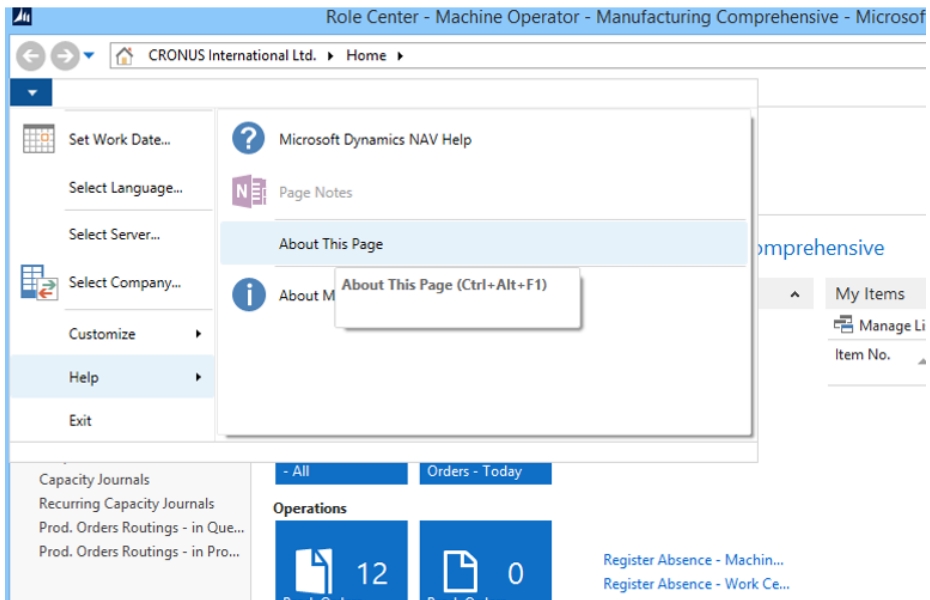 Role Center - Machine Operator - Manufacturing Comprehensive - Microsof
CRONUS International Ltd. Home
Set Work Date...
Select Language...
Select Server...
Select Company...
Customize
Help
Exit
Microsoft Dynamics NAV Help
Page Notes
About This Page
About M
About This Page (Ctrl+Alt+F1)
omprehensive
My Items
Manage Li
Item No.
Capacity Journals
Recurring Capacity Journals
Prod. Orders Routings - in Que...
Prod. Orders Routings - in Pro...
- All
Orders - Today
Operations
12
0
Register Absence - Machin...
Register Absence - Work Ce...